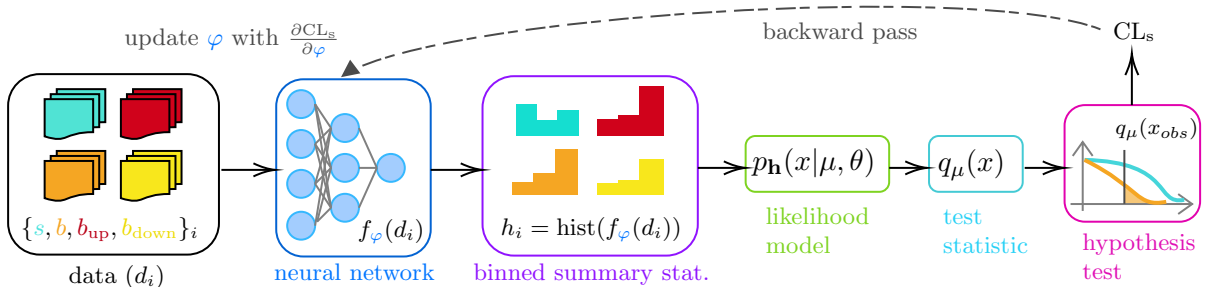 update φ with ∂CLₛ/∂φ
backward pass
CLₛ
q_μ(x_obs)
{s, b, b_up, b_down}_i
data (d_i)
f_φ(d_i)
neural network
h_i = hist(f_φ(d_i))
binned summary stat.
p_h(x|μ, θ)
likelihood
model
q_μ(x)
test
statistic
hypothesis
test